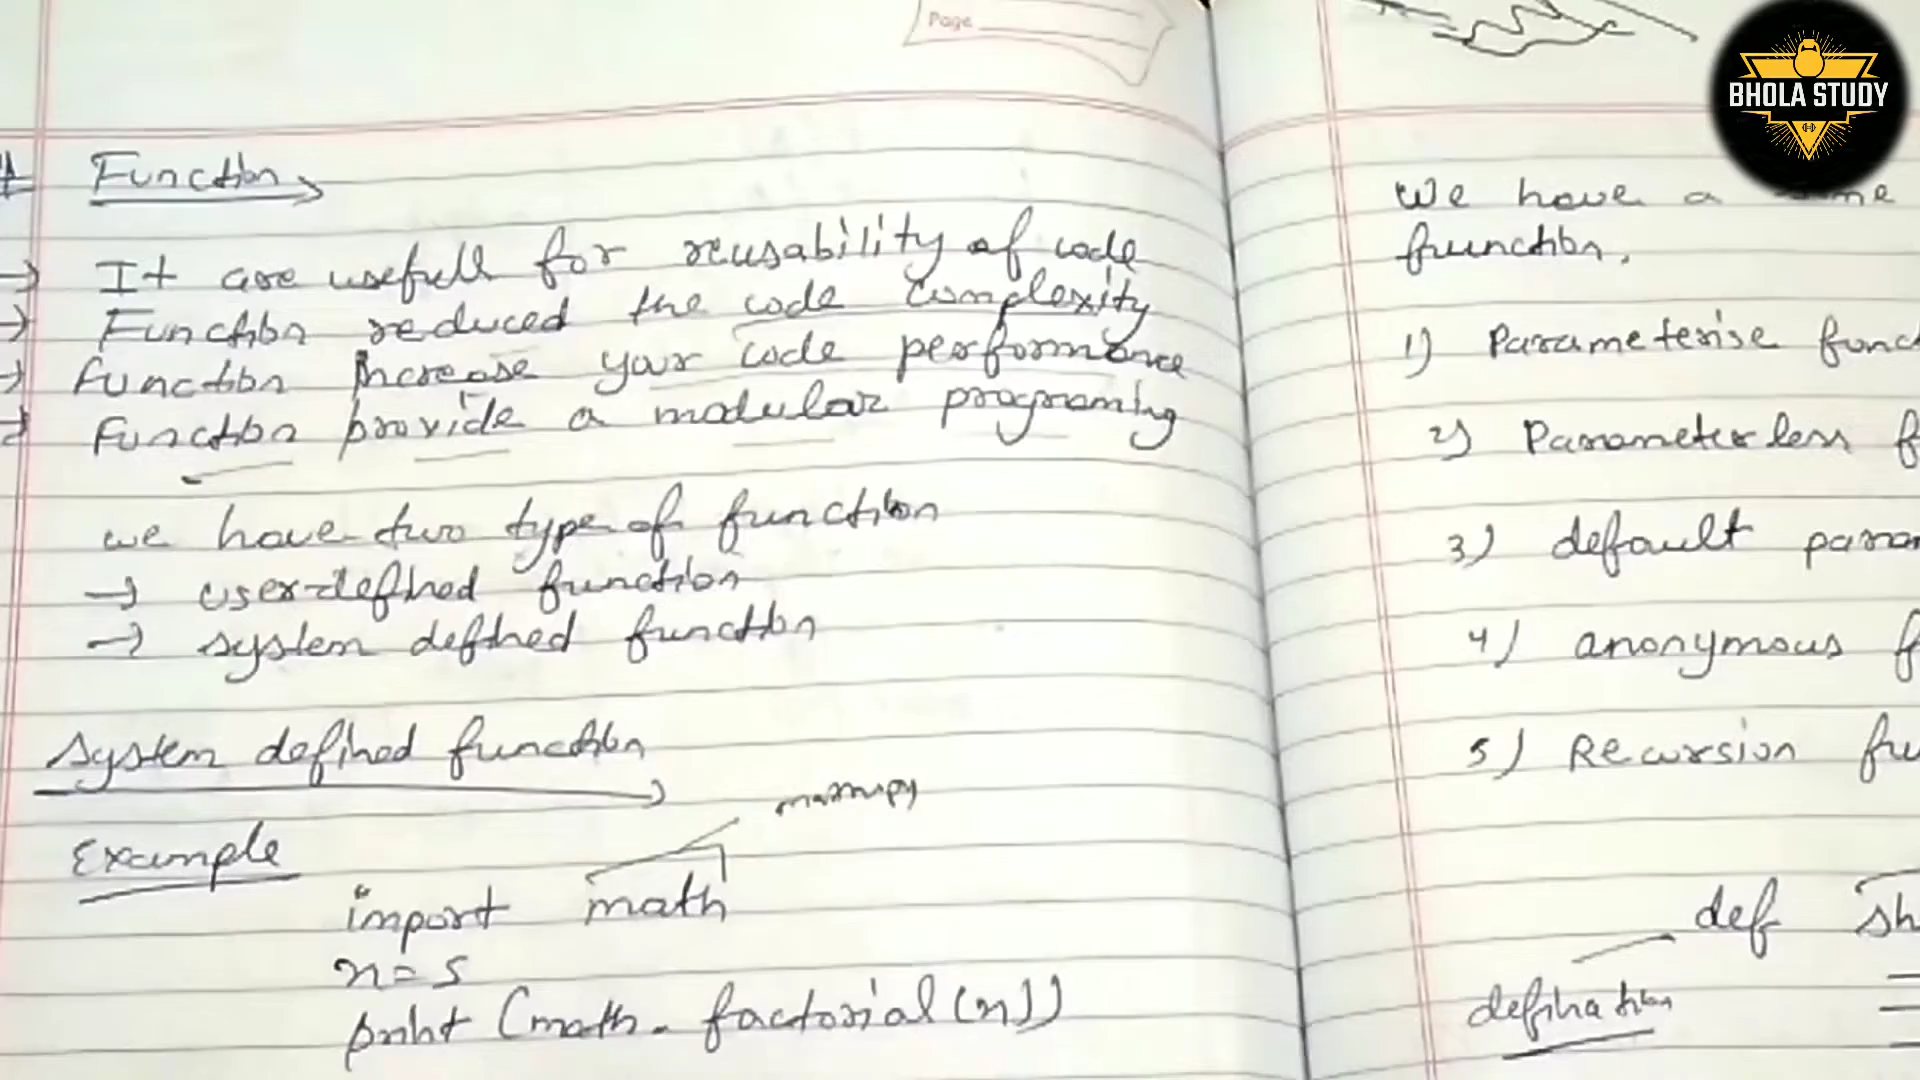 Page
# Function
→ It are usefull for reusability of code
→ Function reduced the code complexity
→ function Increase your code performance
→ function provide a modular programing
we have two type of function
→ user-defined function
→ system defined function
system defined function
Example
import math
n=5
print (math. factorial (n))
BHOLA STUDY
We have a some
function.
1) Parameterise func
2) Parameterless f
3) default para
4) anonymous f
5) Recursion fu
def sh
defination